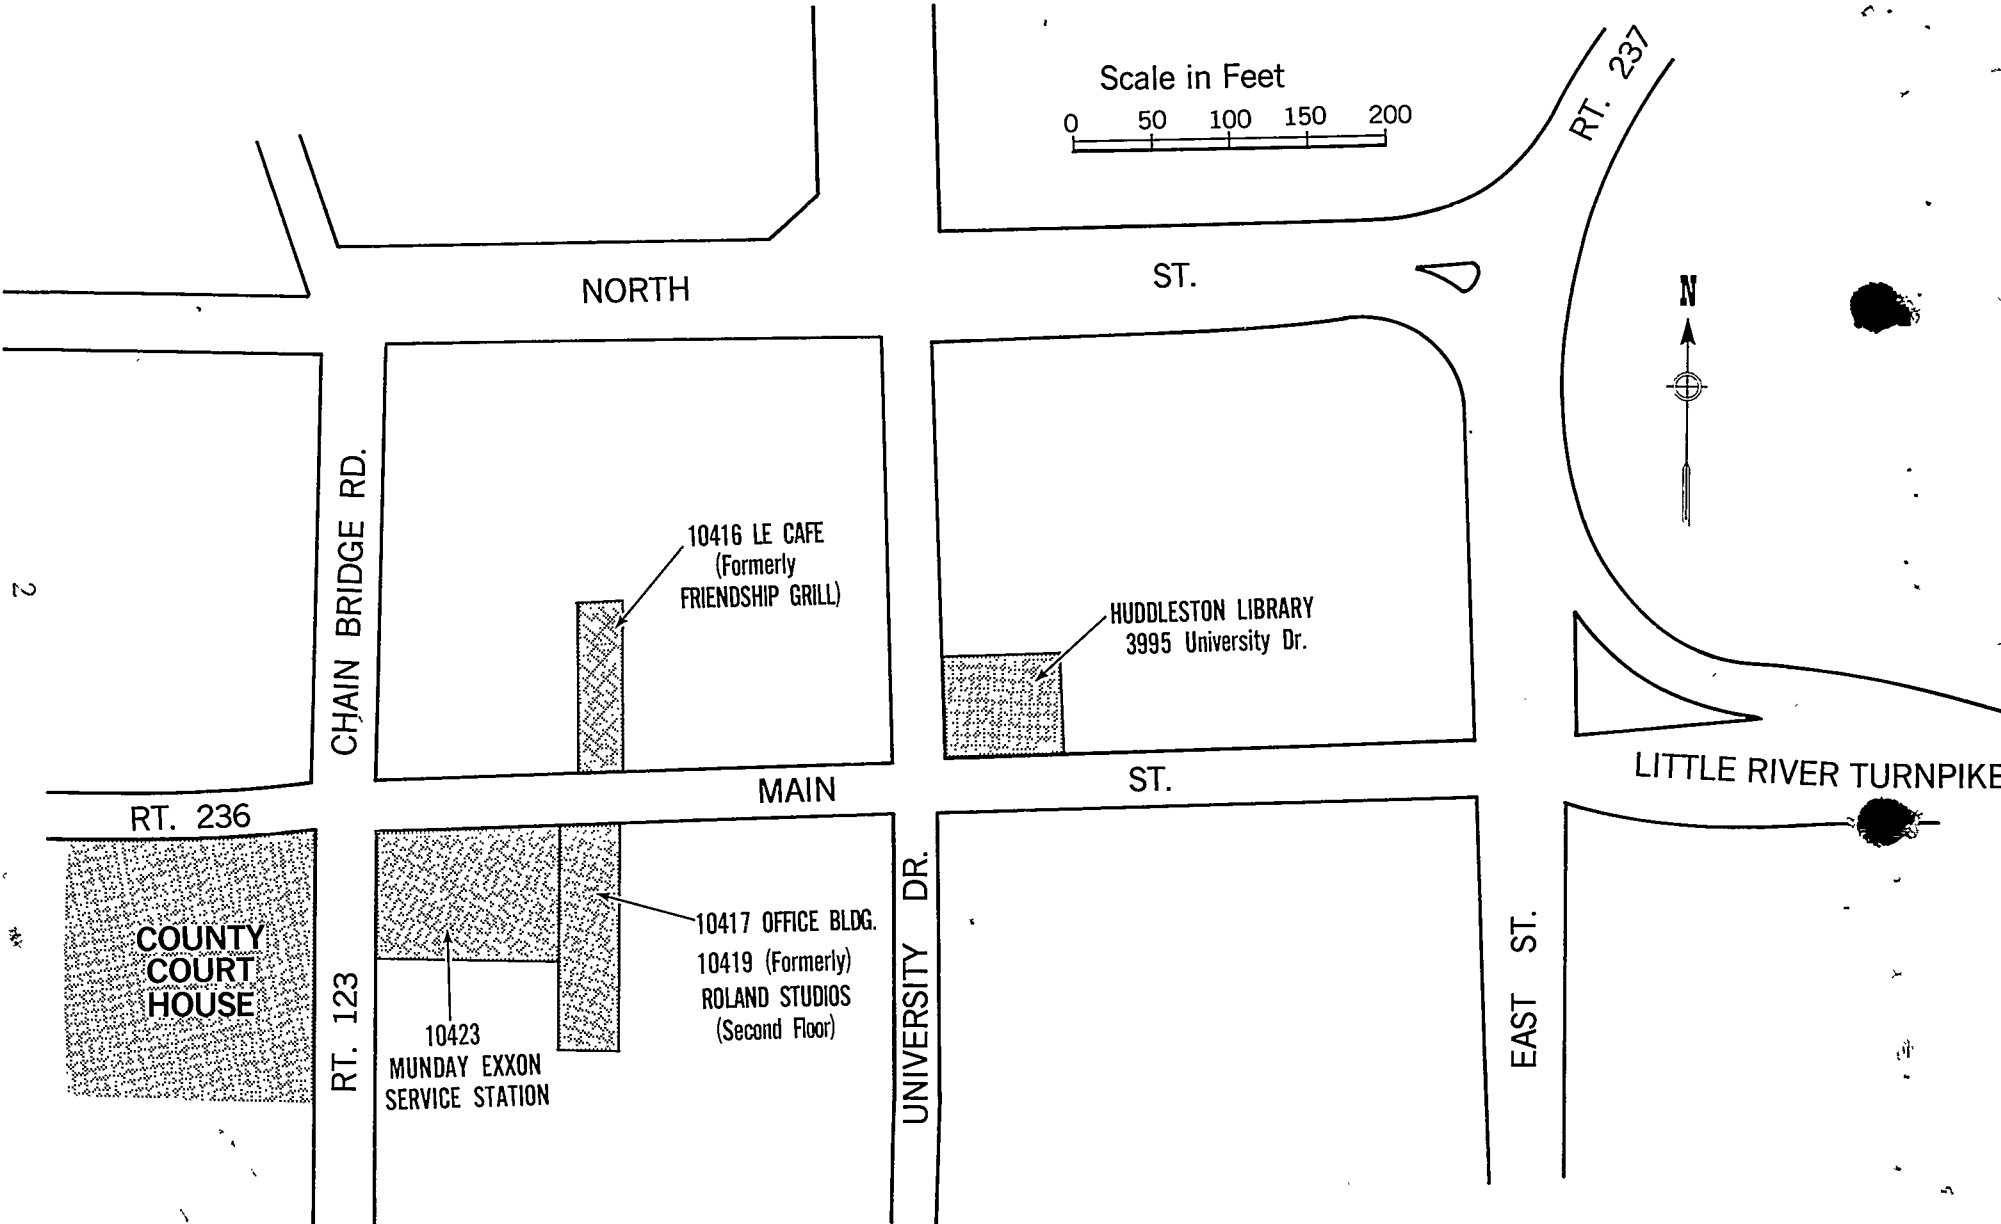 Scale in Feet
0 50 100 150 200
RT. 237
NORTH ST.
N
CHAIN BRIDGE RD.
10416 LE CAFE
(Formerly
FRIENDSHIP GRILL)
HUDDLESTON LIBRARY
3995 University Dr.
2
MAIN ST.
LITTLE RIVER TURNPIKE
RT. 236
COUNTY
COURT
HOUSE
RT. 123
10423
MUNDAY EXXON
SERVICE STATION
10417 OFFICE BLDG.
10419 (Formerly)
ROLAND STUDIOS
(Second Floor)
UNIVERSITY DR.
EAST ST.